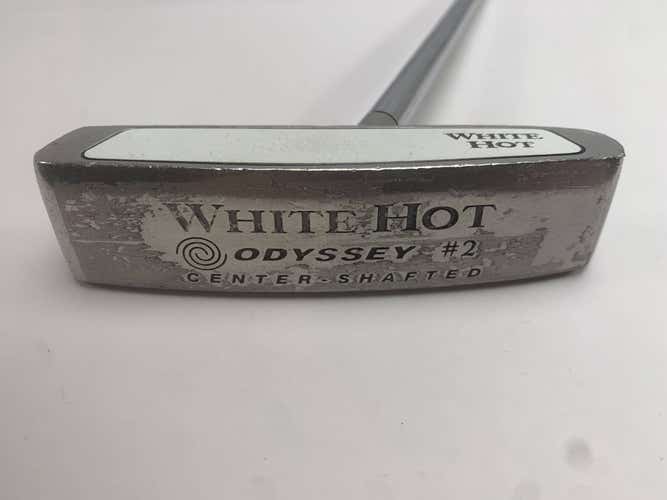 WHITE
HOT
WHITE HOT
ODYSSEY #2
CENTER-SHAFTED